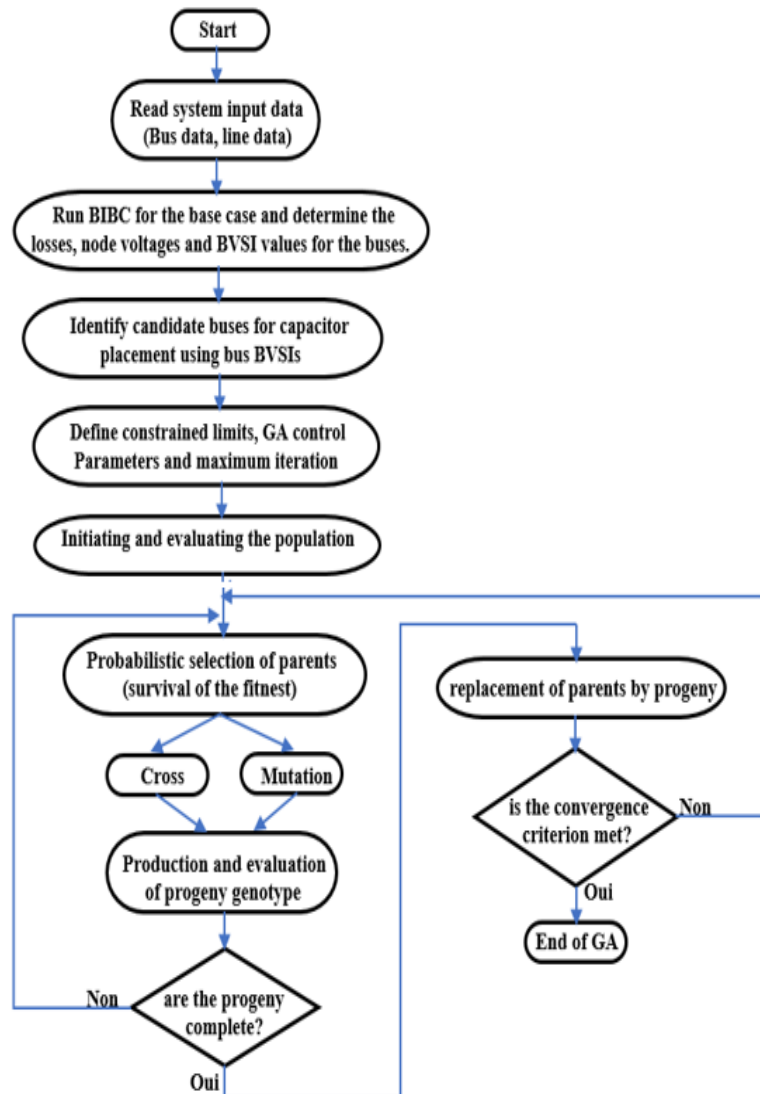 Start
Read system input data
(Bus data, line data)
Run BIBC for the base case and determine the
losses, node voltages and BVSI values for the buses.
Identify candidate buses for capacitor
placement using bus BVSIs
Define constrained limits, GA control
Parameters and maximum iteration
Initiating and evaluating the population
Probabilistic selection of parents
(survival of the fitnest)
Cross
Mutation
Production and evaluation
of progeny genotype
Non
are the progeny
complete?
Oui
replacement of parents by progeny
is the convergence
criterion met?
Non
Oui
End of GA